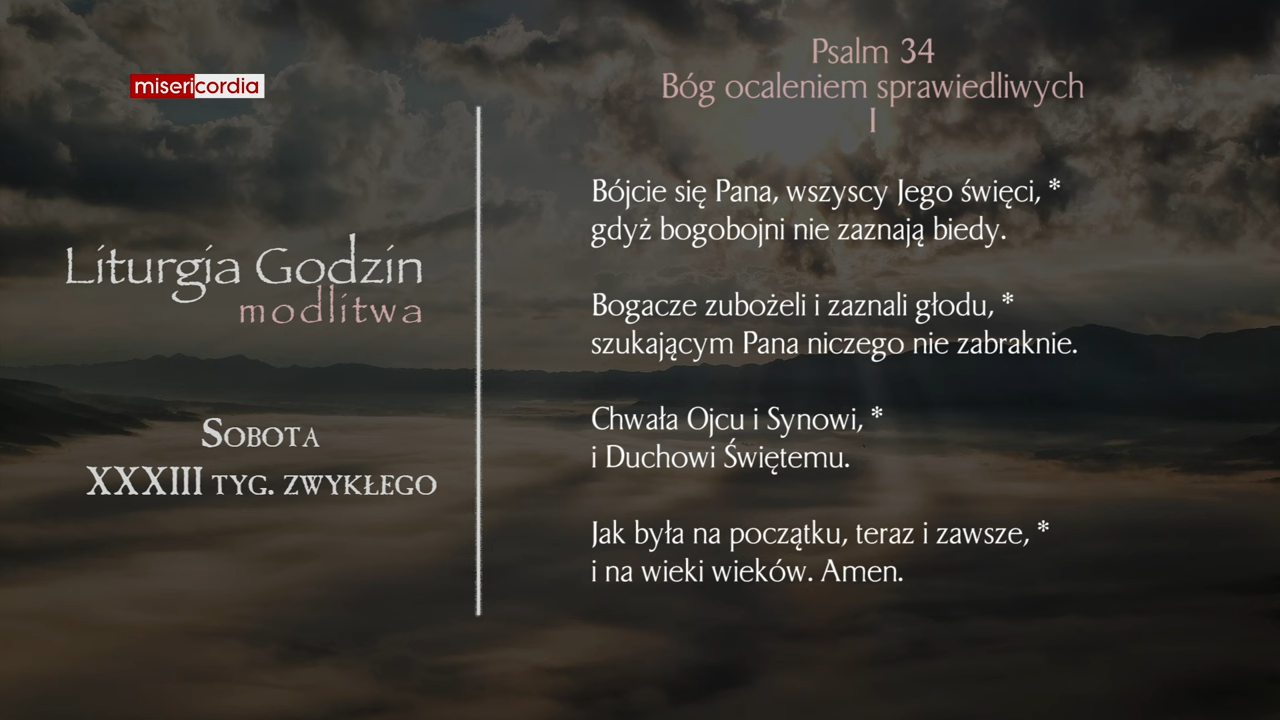 misericordia
Liturgia Godzin
modlitwa
Sobota
XXXIII tyg. zwykłego
Psalm 34
Bóg ocaleniem sprawiedliwych
I
Bójcie się Pana, wszyscy Jego święci, *
gdyż bogobojni nie zaznają biedy.
Bogacze zubożeli i zaznali głodu, *
szukającym Pana niczego nie zabraknie.
Chwała Ojcu i Synowi, *
i Duchowi Świętemu.
Jak była na początku, teraz i zawsze, *
i na wieki wieków. Amen.